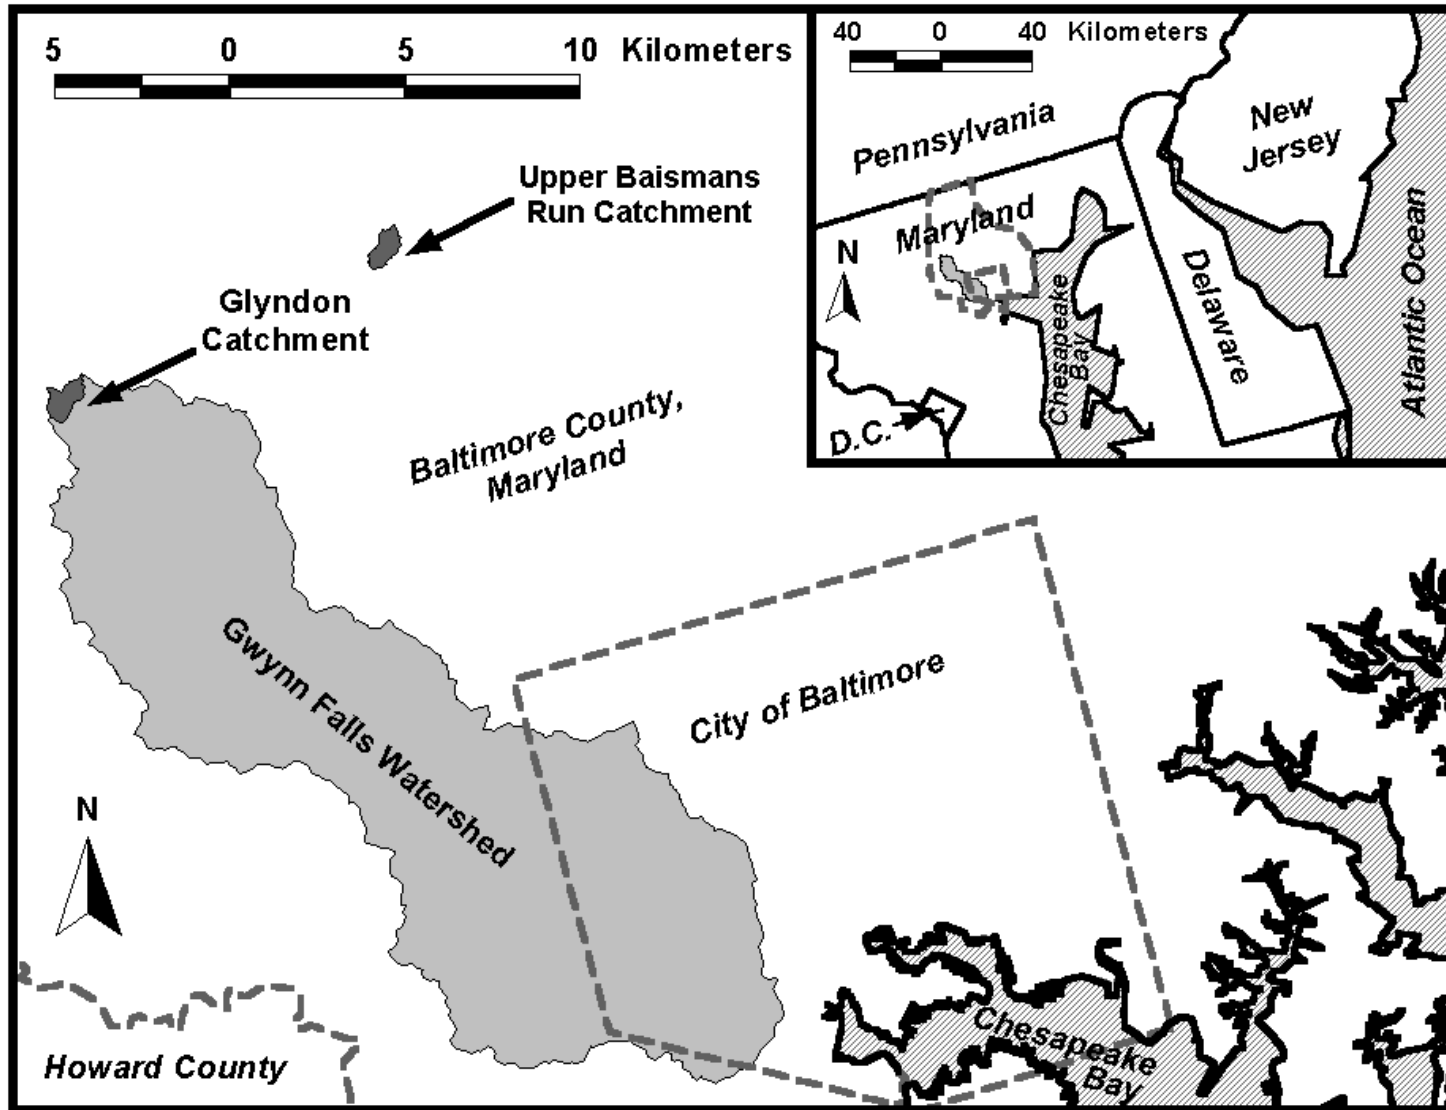 5 0 5 10 Kilometers
Upper Baismans
Run Catchment
Glyndon
Catchment
Baltimore County,
Maryland
Gwynn Falls Watershed
City of Baltimore
N
Howard County
Chesapeake
Bay
40 0 40 Kilometers
Pennsylvania
New
Jersey
Maryland
N
Delaware
Chesapeake
Bay
Atlantic Ocean
D.C.